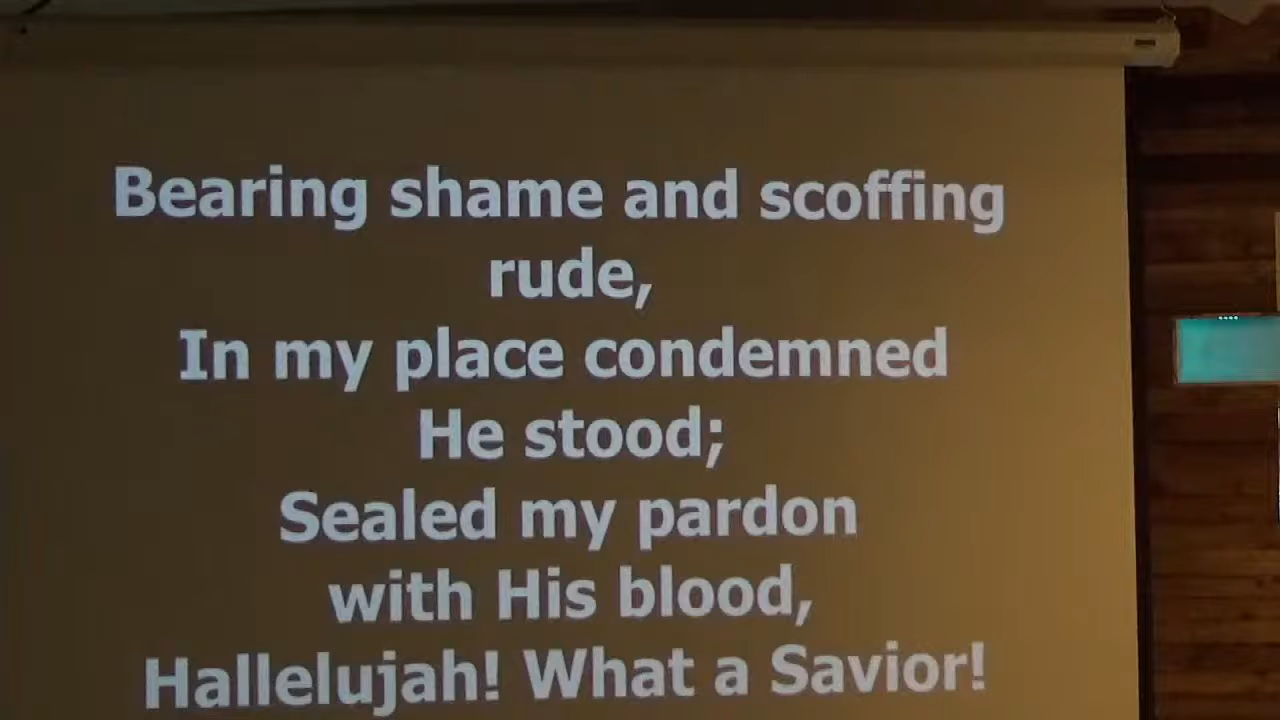 Bearing shame and scoffing
rude,
In my place condemned
He stood;
Sealed my pardon
with His blood,
Hallelujah! What a Savior!